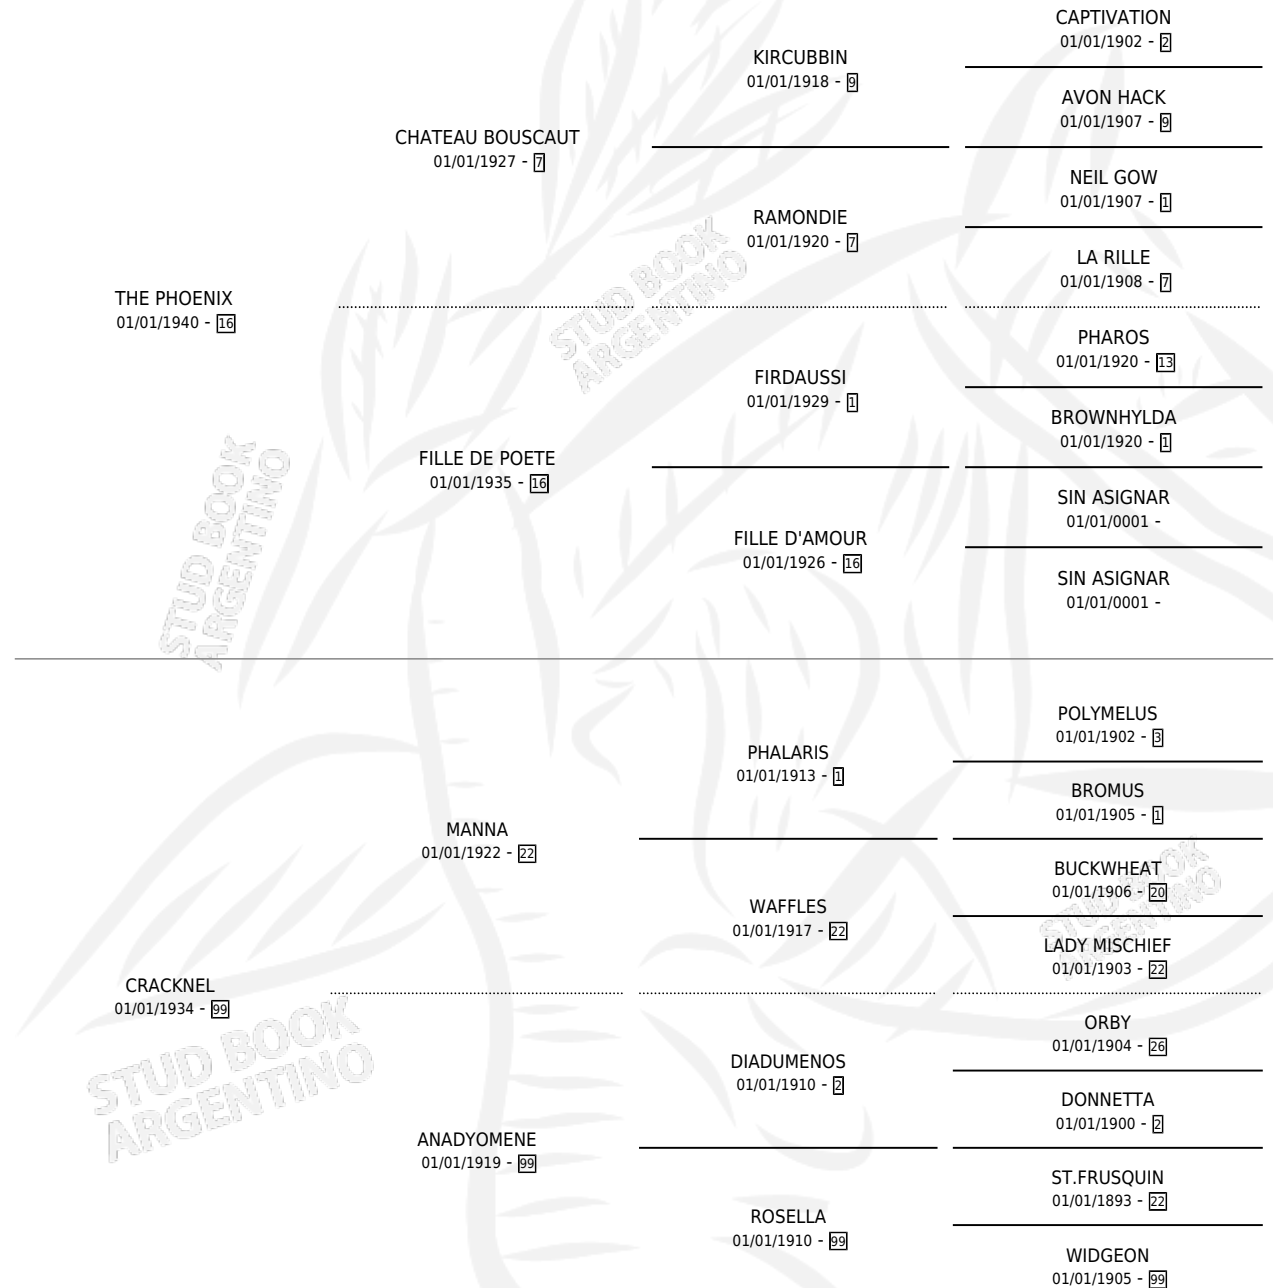 CAPTIVATION
01/01/1902 - 2
KIRCUBBIN
01/01/1918 - 9
AVON HACK
01/01/1907 - 9
CHATEAU BOUSCAUT
01/01/1927 - 7
NEIL GOW
01/01/1907 - 1
RAMONDIE
01/01/1920 - 7
LA RILLE
01/01/1908 - 7
THE PHOENIX
01/01/1940 - 16
STUD BOOK
ARGENTINO
PHAROS
01/01/1920 - 13
FIRDAUSSI
01/01/1929 - 1
BROWNHYLDA
01/01/1920 - 1
FILLE DE POETE
01/01/1935 - 16
SIN ASIGNAR
01/01/0001 -
FILLE D'AMOUR
01/01/1926 - 16
SIN ASIGNAR
01/01/0001 -
STUD BOOK
ARGENTINO
POLYMELUS
01/01/1902 - 3
PHALARIS
01/01/1913 - 1
BROMUS
01/01/1905 - 1
MANNA
01/01/1922 - 22
BUCKWHEAT
01/01/1906 - 20
WAFFLES
01/01/1917 - 22
STUD BOOK
ARGENTINO
LADY MISCHIEF
01/01/1903 - 22
CRACKNEL
01/01/1934 - 99
ORBY
01/01/1904 - 26
STUD BOOK
ARGENTINO
DIADUMENOS
01/01/1910 - 2
DONNETTA
01/01/1900 - 2
ANADYOMENE
01/01/1919 - 99
ST.FRUSQUIN
01/01/1893 - 22
ROSELLA
01/01/1910 - 99
WIDGEON
01/01/1905 - 99